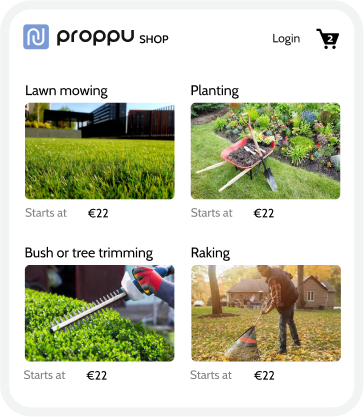 proppu SHOP
Login
2
Lawn mowing
Planting
Starts at €22
Starts at €22
Bush or tree trimming
Raking
Starts at €22
Starts at €22